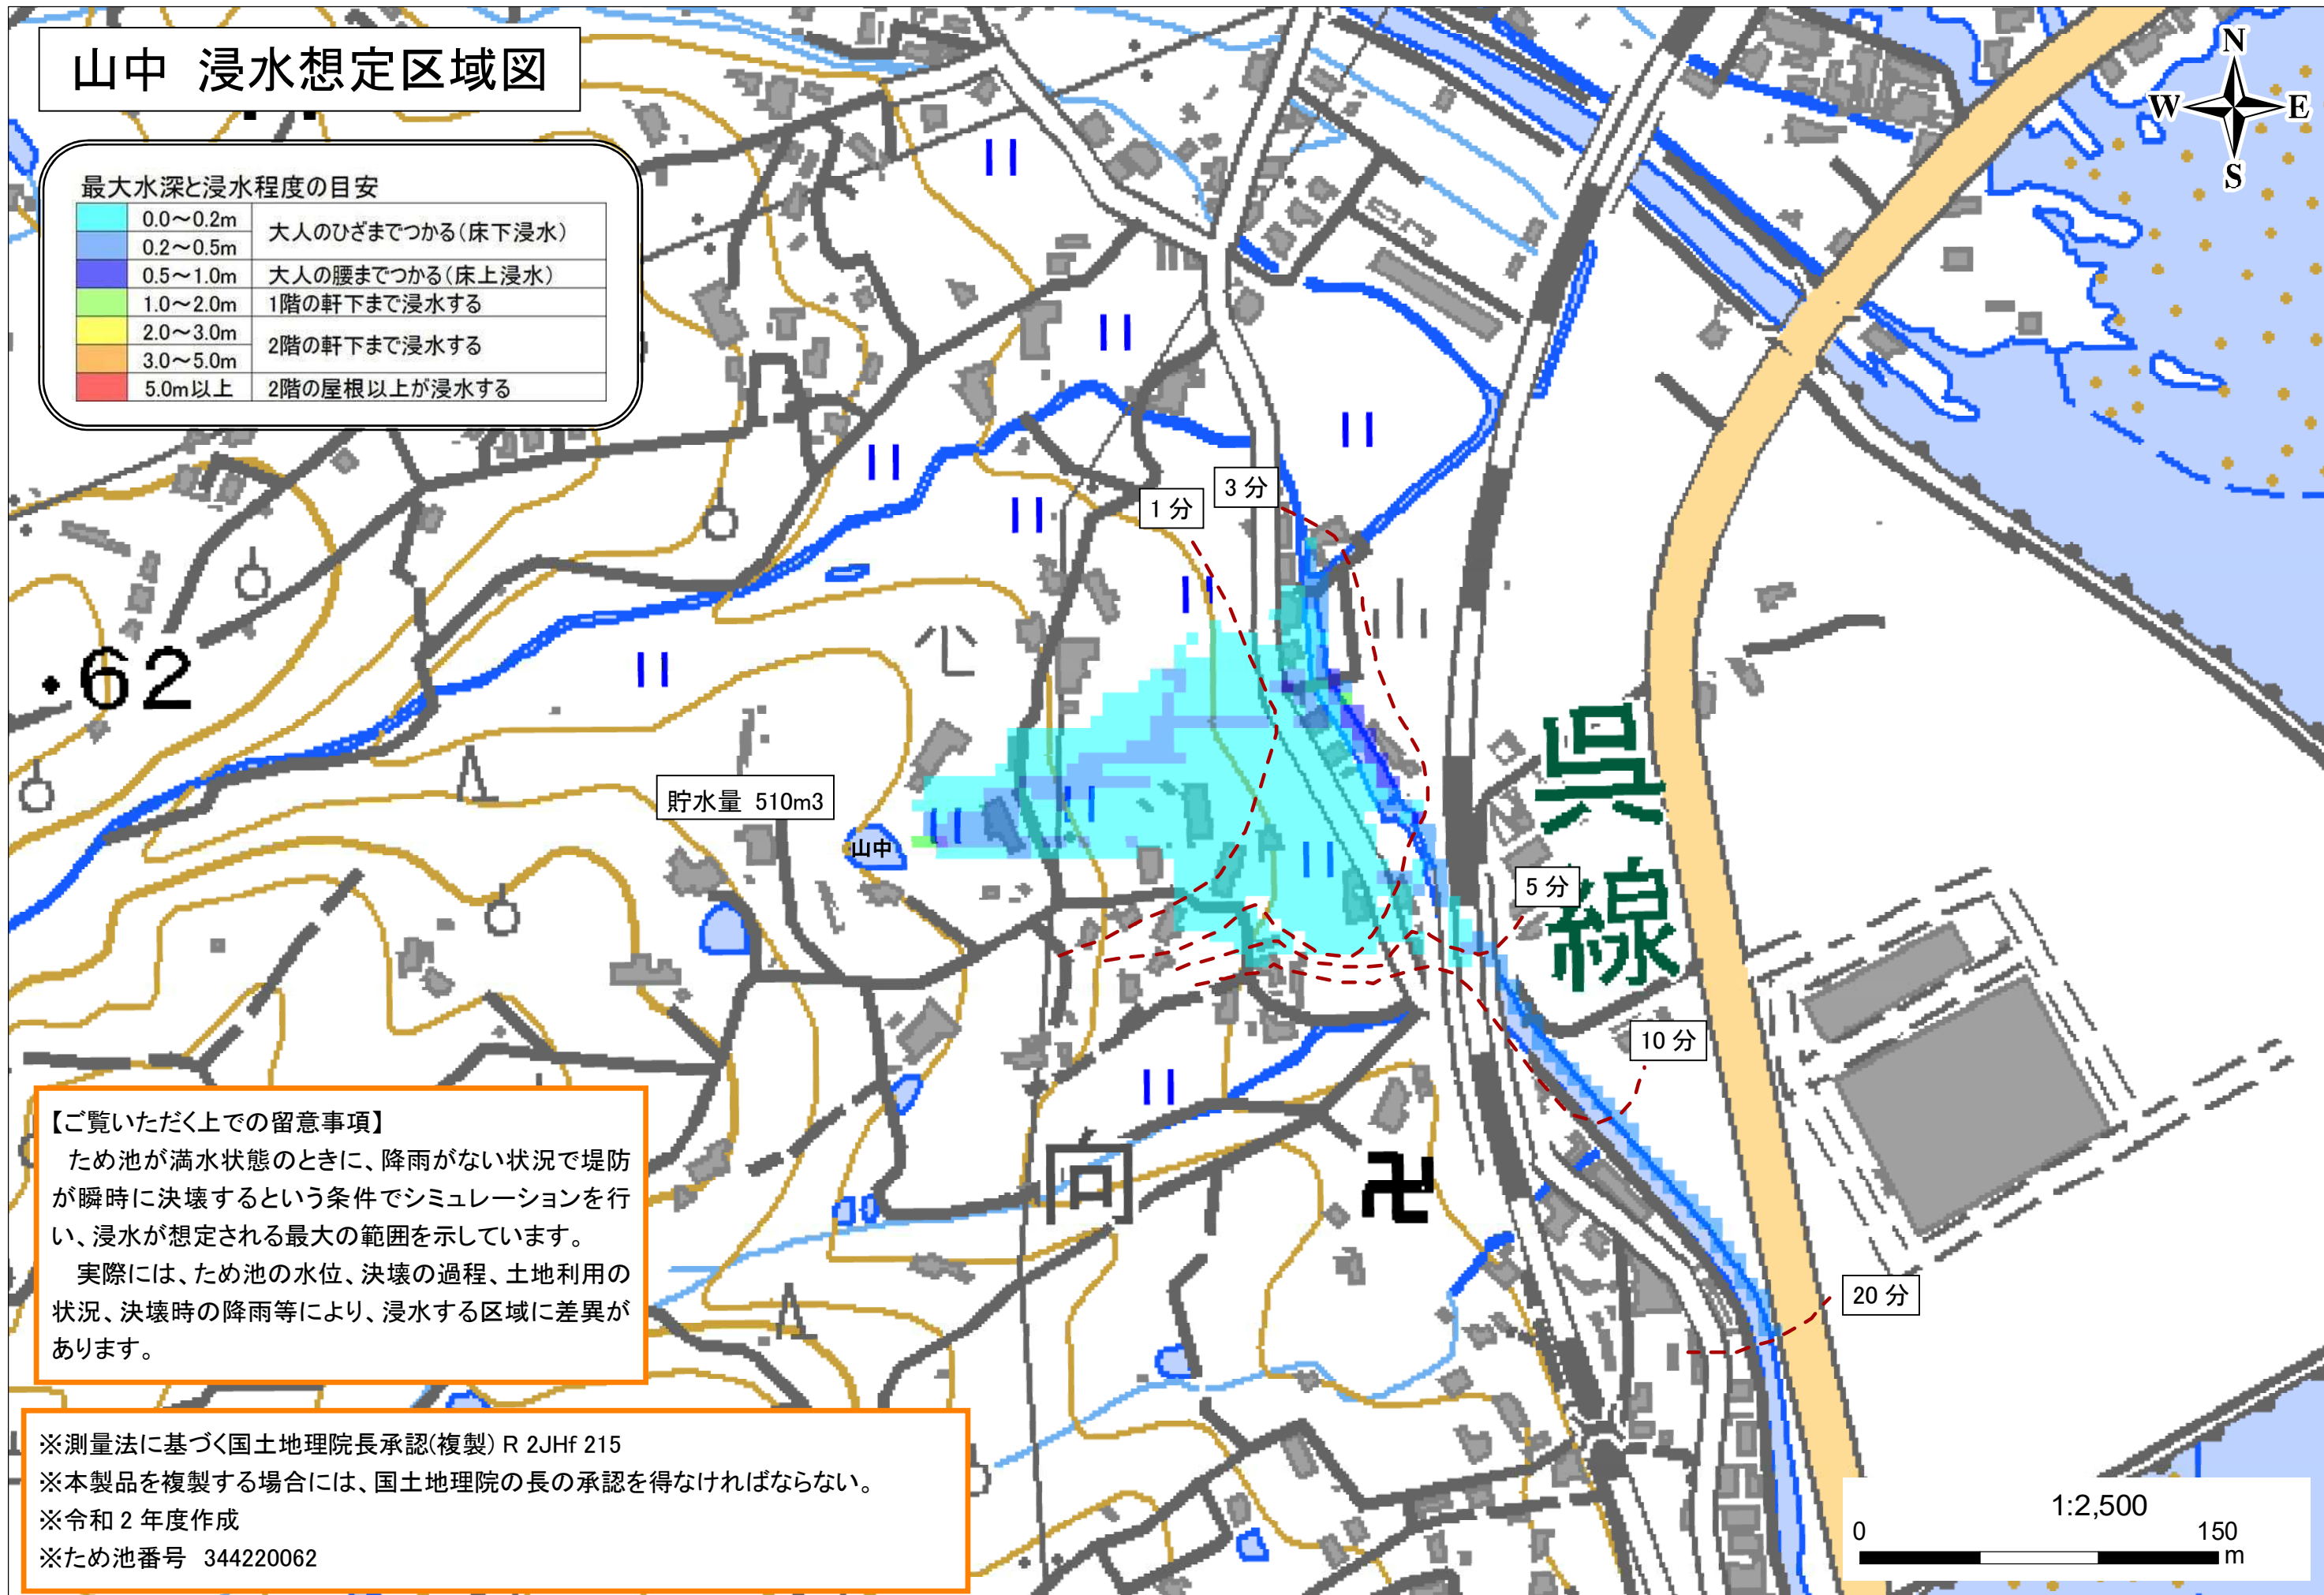 山中 浸水想定区域図
N
W E
S
最大水深と浸水程度の目安
0.0～0.2m 大人のひざまでつかる(床下浸水)
0.2～0.5m
0.5～1.0m 大人の腰までつかる(床上浸水)
1.0～2.0m 1階の軒下まで浸水する
2.0～3.0m 2階の軒下まで浸水する
3.0～5.0m
5.0m以上 2階の屋根以上が浸水する
3 分
1 分
・62
貯水量 510m3
山中
呉線
5 分
10 分
20 分
【ご覧いただく上での留意事項】
ため池が満水状態のときに、降雨がない状況で堤防
が瞬時に決壊するという条件でシミュレーションを行
い、浸水が想定される最大の範囲を示しています。
実際には、ため池の水位、決壊の過程、土地利用の
状況、決壊時の降雨等により、浸水する区域に差異が
あります。
※測量法に基づく国土地理院長承認(複製) R 2JHf 215
※本製品を複製する場合には、国土地理院の長の承認を得なければならない。
※令和 2 年度作成
※ため池番号 344220062
1:2,500
0 150
m